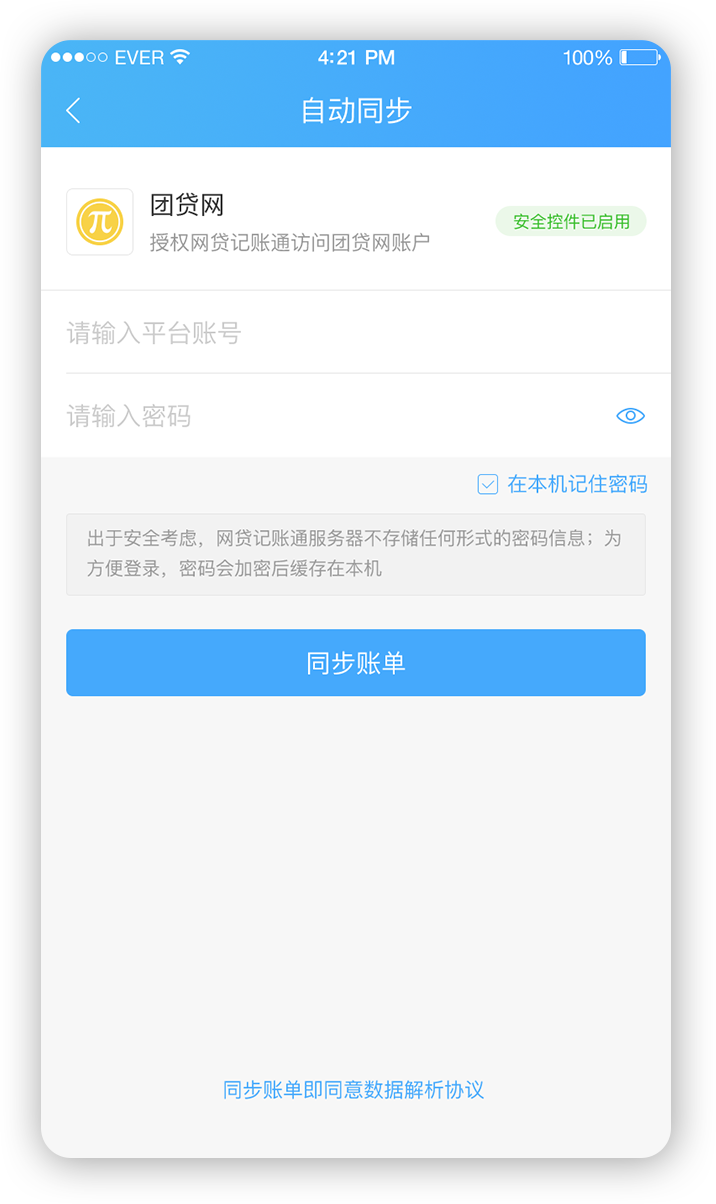 EVER 4:21 PM 100%
自动同步
团贷网
授权网贷记账通访问团贷网账户
安全控件已启用
请输入平台账号
请输入密码
在本机记住密码
出于安全考虑，网贷记账通服务器不存储任何形式的密码信息；为
方便登录，密码会加密后缓存在本机
同步账单
同步账单即同意数据解析协议